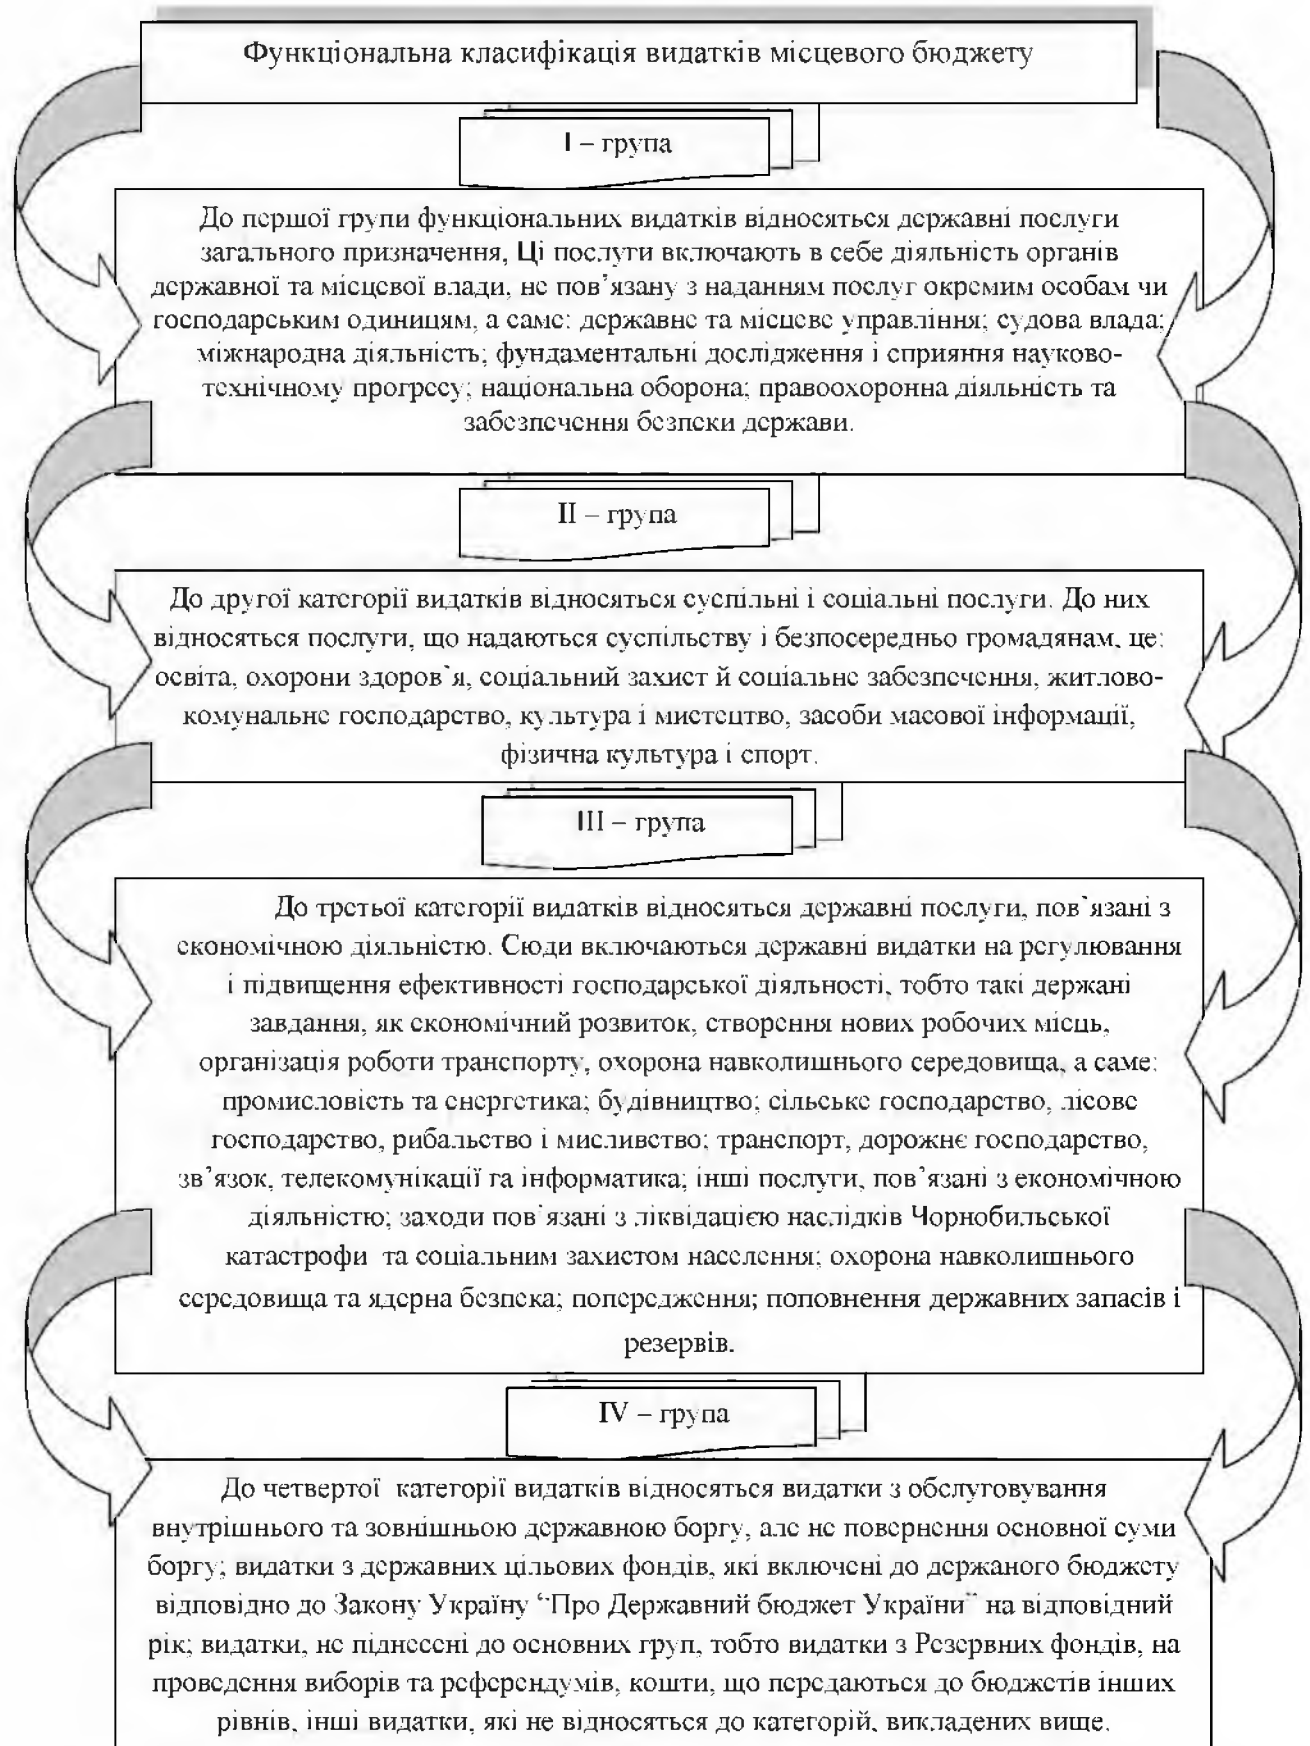 Функціональна класифікація видатків місцевого бюджету
I – група
До першої групи функціональних видатків відносяться державні послуги
загального призначення, Ці послуги включають в себе діяльність органів
державної та місцевої влади, не пов’язану з наданням послуг окремим особам чи
господарським одиницям, а саме: державне та місцеве управління; судова влада;
міжнародна діяльність; фундаментальні дослідження і сприяння науково-
технічному прогресу; національна оборона; правоохоронна діяльність та
забезпечення безпеки держави.
II – група
До другої категорії видатків відносяться суспільні і соціальні послуги. До них
відносяться послуги, що надаються суспільству і безпосередньо громадянам, це:
освіта, охорони здоров`я, соціальний захист й соціальне забезпечення, житлово-
комунальне господарство, культура і мистецтво, засоби масової інформації,
фізична культура і спорт.
III – група
До третьої категорії видатків відносяться державні послуги, пов`язані з
економічною діяльністю. Сюди включаються державні видатки на регулювання
і підвищення ефективності господарської діяльності, тобто такі держані
завдання, як економічний розвиток, створення нових робочих місць,
організація роботи транспорту, охорона навколишнього середовища, а саме:
промисловість та енергетика; будівництво; сільське господарство, лісове
господарство, рибальство і мисливство; транспорт, дорожнє господарство,
зв’язок, телекомунікації га інформатика; інші послуги, пов’язані з економічною
діяльністю; заходи пов`язані з ліквідацією наслідків Чорнобильської
катастрофи та соціальним захистом населення; охорона навколишнього
середовища та ядерна безпека; попередження; поповнення державних запасів і
резервів.
IV – група
До четвертої категорії видатків відносяться видатки з обслуговування
внутрішнього та зовнішньою державною боргу, але не повернення основної суми
боргу; видатки з державних цільових фондів, які включені до держаного бюджету
відповідно до Закону Україну “Про Державний бюджет України” на відповідний
рік; видатки, не піднесені до основних груп, тобто видатки з Резервних фондів, на
проведення виборів та референдумів, кошти, що передаються до бюджетів інших
рівнів, інші видатки, які не відносяться до категорій, викладених вище.